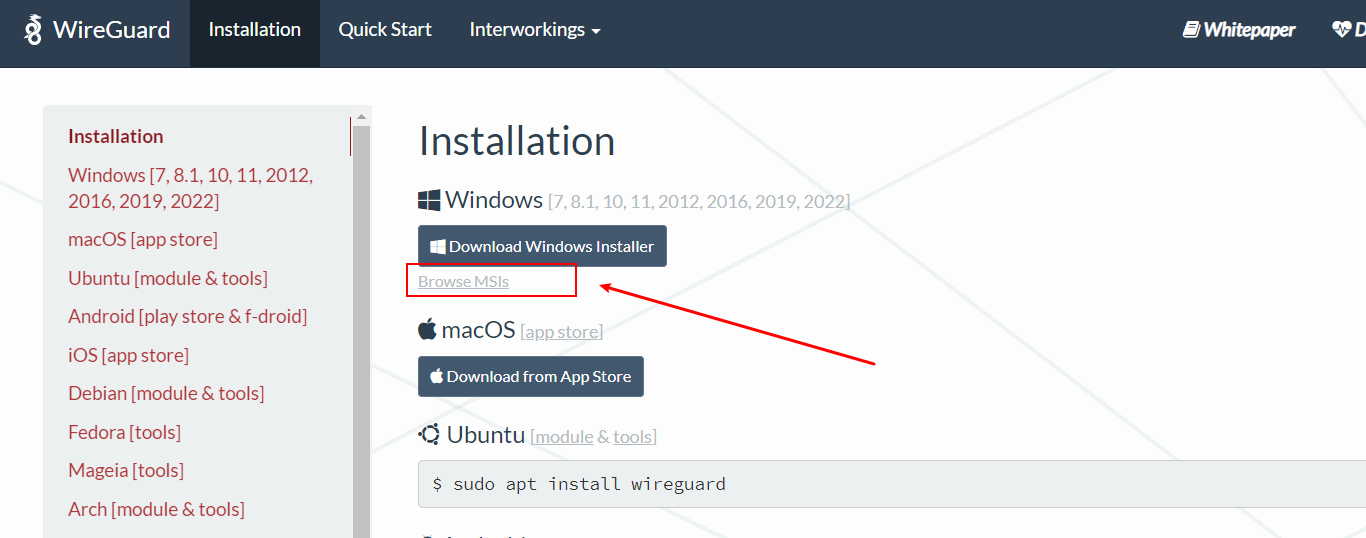 WireGuard Installation Quick Start Interworkings Whitepaper
Installation
Windows [7, 8.1, 10, 11, 2012,
2016, 2019, 2022]
macOS [app store]
Ubuntu [module & tools]
Android [play store & f-droid]
iOS [app store]
Debian [module & tools]
Fedora [tools]
Mageia [tools]
Arch [module & tools]
Installation
Windows [7, 8.1, 10, 11, 2012, 2016, 2019, 2022]
Download Windows Installer
Browse MSIs
macOS [app store]
Download from App Store
Ubuntu [module & tools]
$ sudo apt install wireguard